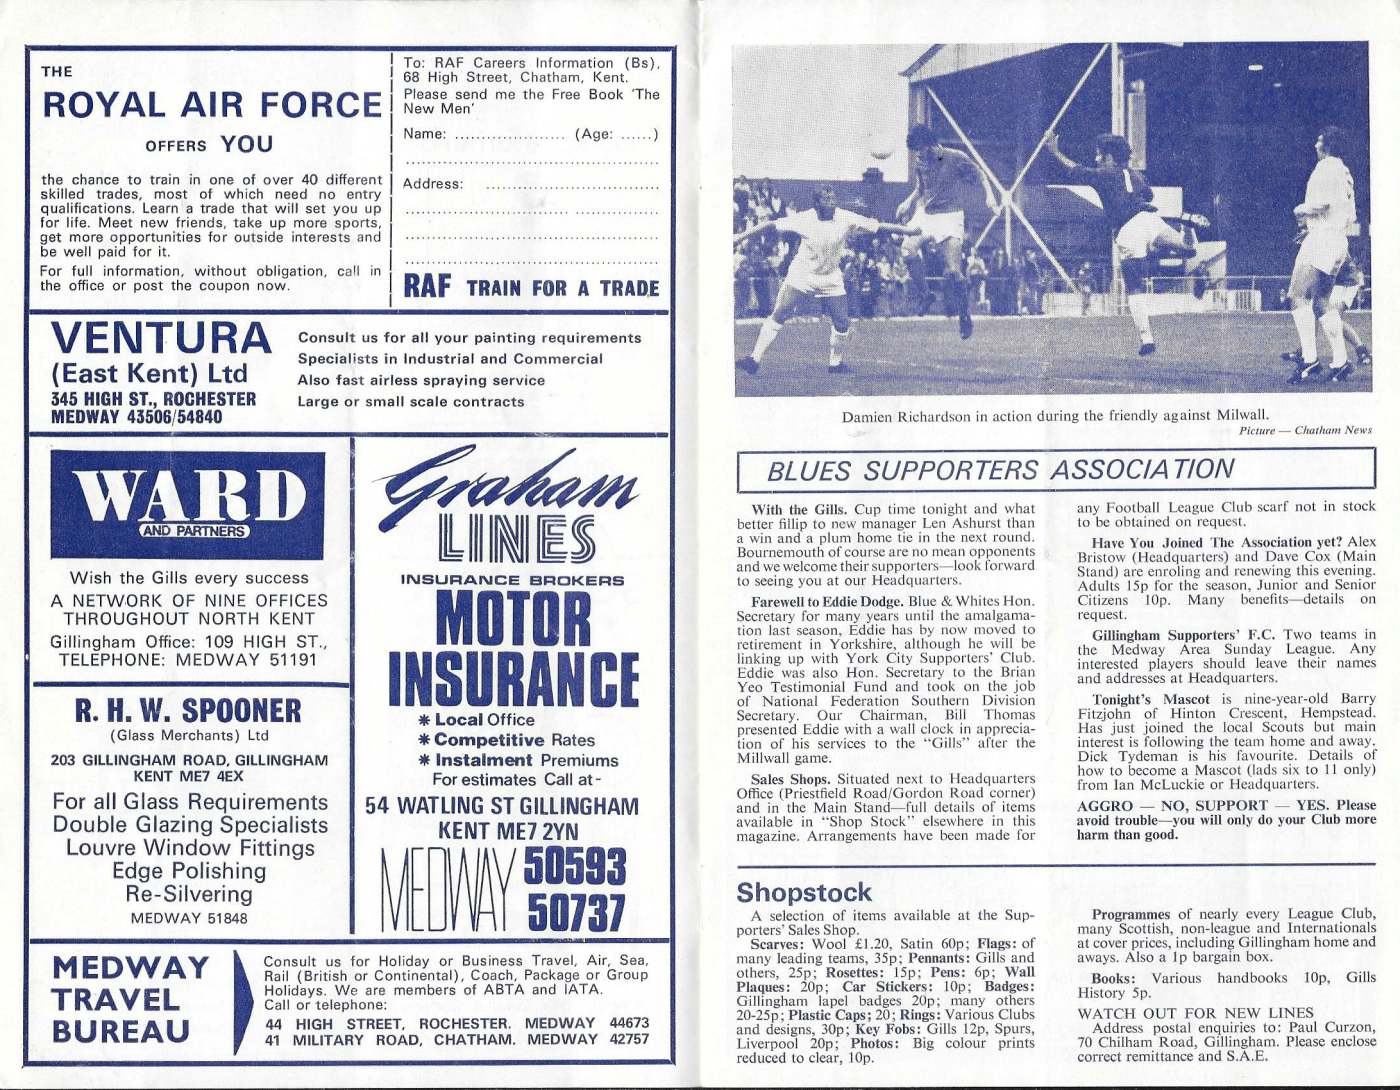 THE
ROYAL AIR FORCE
OFFERS YOU
the chance to train in one of over 40 different
skilled trades, most of which need no entry
qualifications. Learn a trade that will set you up
for life. Meet new friends, take up more sports,
get more opportunities for outside interests and
be well paid for it.
For full information, without obligation, call in
the office or post the coupon now.
To: RAF Careers Information (Bs),
68 High Street, Chatham, Kent.
Please send me the Free Book 'The
New Men'
Name: .................... (Age: ......)
Address:
RAF TRAIN FOR A TRADE
VENTURA
(East Kent) Ltd
345 HIGH ST., ROCHESTER
MEDWAY 43506/54840
Consult us for all your painting requirements
Specialists in Industrial and Commercial
Also fast airless spraying service
Large or small scale contracts
WARD
AND PARTNERS
Wish the Gills every success
A NETWORK OF NINE OFFICES
THROUGHOUT NORTH KENT
Gillingham Office: 109 HIGH ST.,
TELEPHONE: MEDWAY 51191
R. H. W. SPOONER
(Glass Merchants) Ltd
203 GILLINGHAM ROAD, GILLINGHAM
KENT ME7 4EX
For all Glass Requirements
Double Glazing Specialists
Louvre Window Fittings
Edge Polishing
Re-Silvering
MEDWAY 51848
Graham
LINES
INSURANCE BROKERS
MOTOR
INSURANCE
* Local Office
* Competitive Rates
* Instalment Premiums
For estimates Call at-
54 WATLING ST GILLINGHAM
KENT ME7 2YN
MEDWAY 50593
50737
MEDWAY
TRAVEL
BUREAU
Consult us for Holiday or Business Travel, Air, Sea,
Rail (British or Continental), Coach, Package or Group
Holidays. We are members of ABTA and IATA.
Call or telephone:
44 HIGH STREET, ROCHESTER. MEDWAY 44673
41 MILITARY ROAD, CHATHAM. MEDWAY 42757
Damien Richardson in action during the friendly against Milwall.
Picture — Chatham News
BLUES SUPPORTERS ASSOCIATION
With the Gills. Cup time tonight and what
better fillip to new manager Len Ashurst than
a win and a plum home tie in the next round.
Bournemouth of course are no mean opponents
and we welcome their supporters—look forward
to seeing you at our Headquarters.
Farewell to Eddie Dodge. Blue & Whites Hon.
Secretary for many years until the amalgama-
tion last season, Eddie has by now moved to
retirement in Yorkshire, although he will be
linking up with York City Supporters' Club.
Eddie was also Hon. Secretary to the Brian
Yeo Testimonial Fund and took on the job
of National Federation Southern Division
Secretary. Our Chairman, Bill Thomas
presented Eddie with a wall clock in apprecia-
tion of his services to the "Gills" after the
Millwall game.
Sales Shops. Situated next to Headquarters
Office (Priestfield Road/Gordon Road corner)
and in the Main Stand—full details of items
available in "Shop Stock" elsewhere in this
magazine. Arrangements have been made for
any Football League Club scarf not in stock
to be obtained on request.
Have You Joined The Association yet? Alex
Bristow (Headquarters) and Dave Cox (Main
Stand) are enroling and renewing this evening.
Adults 15p for the season, Junior and Senior
Citizens 10p. Many benefits—details on
request.
Gillingham Supporters' F.C. Two teams in
the Medway Area Sunday League. Any
interested players should leave their names
and addresses at Headquarters.
Tonight's Mascot is nine-year-old Barry
Fitzjohn of Hinton Crescent, Hempstead.
Has just joined the local Scouts but main
interest is following the team home and away.
Dick Tydeman is his favourite. Details of
how to become a Mascot (lads six to 11 only)
from Ian McLuckie or Headquarters.
AGGRO — NO, SUPPORT — YES. Please
avoid trouble—you will only do your Club more
harm than good.
Shopstock
A selection of items available at the Sup-
porters' Sales Shop.
Scarves: Wool £1.20, Satin 60p; Flags: of
many leading teams, 35p; Pennants: Gills and
others, 25p; Rosettes: 15p; Pens: 6p; Wall
Plaques: 20p; Car Stickers: 10p; Badges:
Gillingham lapel badges 20p; many others
20-25p; Plastic Caps; 20; Rings: Various Clubs
and designs, 30p; Key Fobs: Gills 12p, Spurs,
Liverpool 20p; Photos: Big colour prints
reduced to clear, 10p.
Programmes of nearly every League Club,
many Scottish, non-league and Internationals
at cover prices, including Gillingham home and
aways. Also a 1p bargain box.
Books: Various handbooks 10p, Gills
History 5p.
WATCH OUT FOR NEW LINES
Address postal enquiries to: Paul Curzon,
70 Chilham Road, Gillingham. Please enclose
correct remittance and S.A.E.